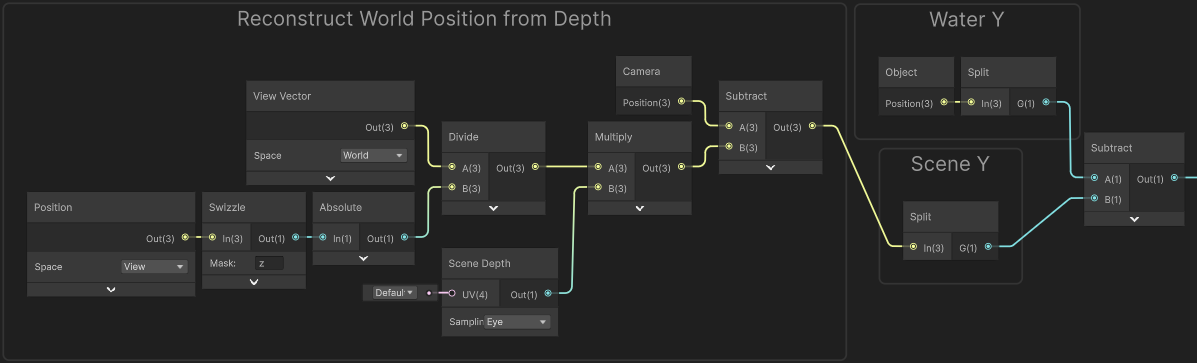 Reconstruct World Position from Depth
Water Y
Camera
Position(3)
Object
Position(3)
Split
In(3) G(1)
View Vector
Out(3)
Space World
Subtract
A(3) Out(3)
B(3)
Divide
A(3) Out(3)
B(3)
Multiply
A(3) Out(3)
B(3)
Subtract
A(1) Out(1)
B(1)
Scene Y
Split
In(3) G(1)
Position
Out(3)
Space View
Swizzle
In(3) Out(1)
Mask: z
Absolute
In(1) Out(1)
Scene Depth
Defaul UV(4) Out(1)
Samplin Eye